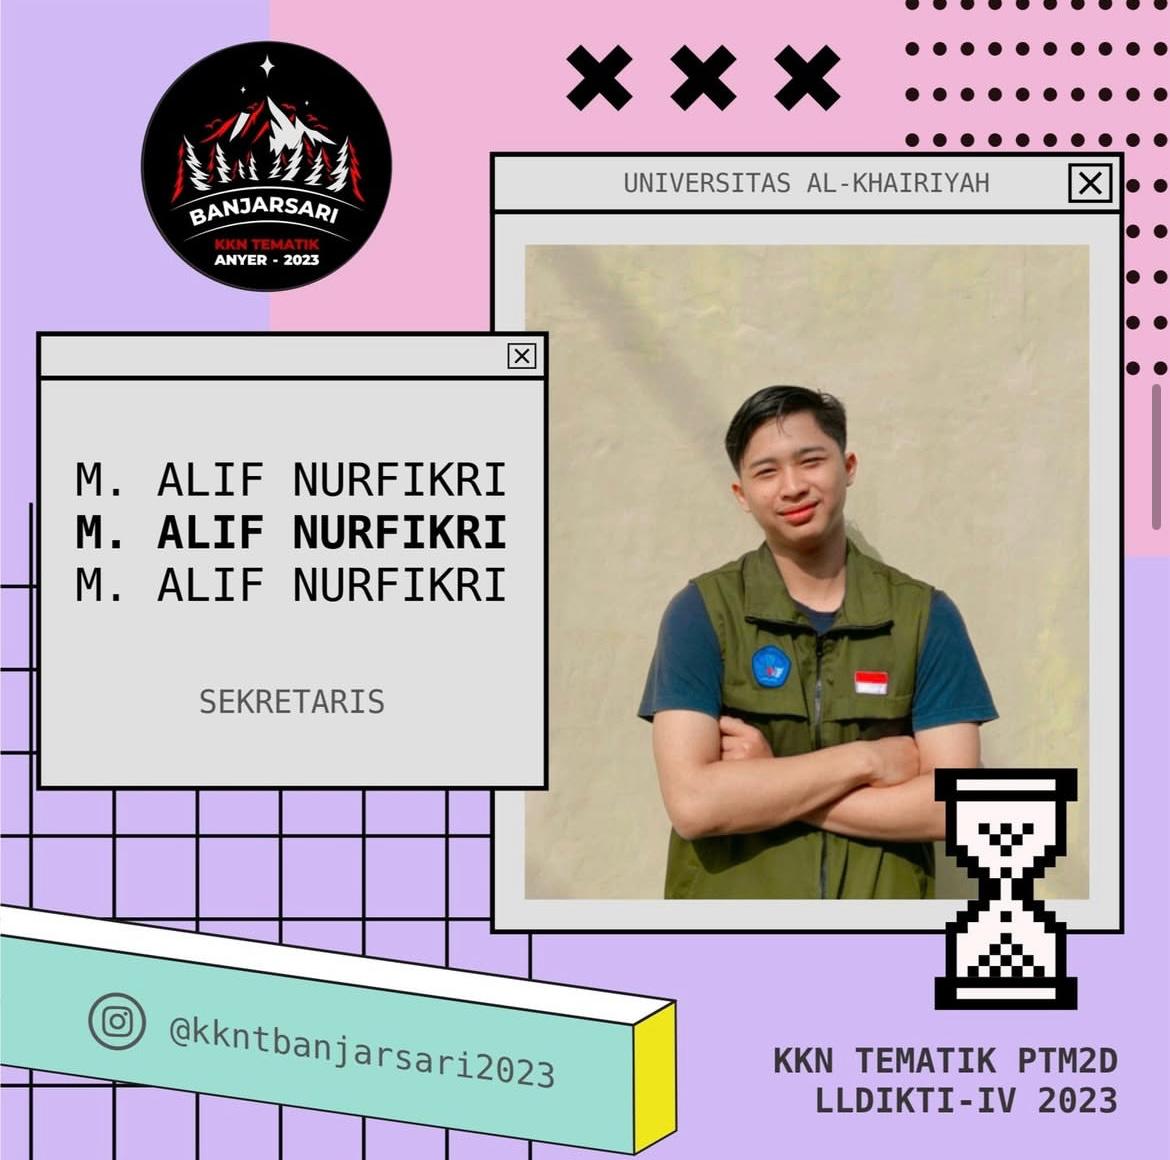 BANJARSARI
KKN TEMATIK
ANYER - 2023
UNIVERSITAS AL-KHAIRIYAH
M. ALIF NURFIKRI
M. ALIF NURFIKRI
M. ALIF NURFIKRI
SEKRETARIS
@kkntbanjarsari2023
KKN TEMATIK PTM2D
LLDIKTI-IV 2023